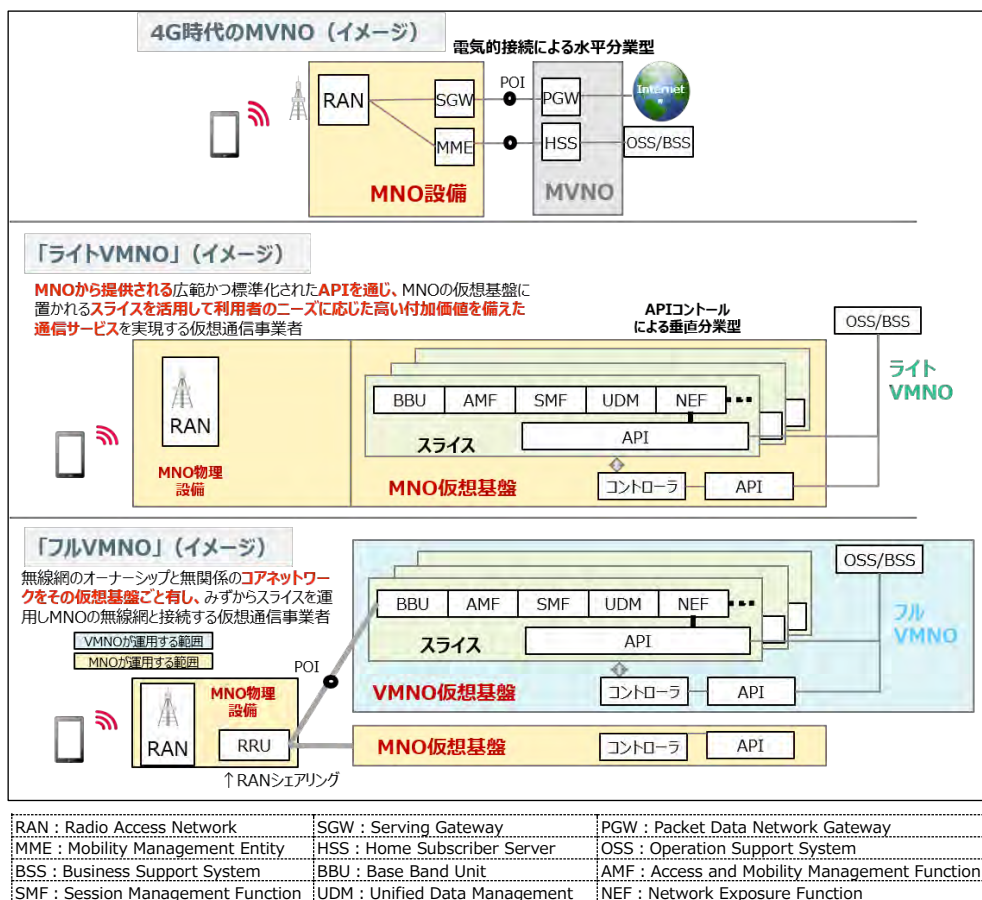 4G時代のMVNO（イメージ）
電気的接続による水平分業型
RAN
SGW
POI
PGW
Internet
MME
HSS
OSS/BSS
MNO設備
MVNO
「ライトVMNO」（イメージ）
MNOから提供される広範かつ標準化されたAPIを通じ、MNOの仮想基盤に
置かれるスライスを活用して利用者のニーズに応じた高い付加価値を備えた
通信サービスを実現する仮想通信事業者
APIコントロール
による垂直分業型
OSS/BSS
ライト
VMNO
RAN
MNO物理
設備
BBU AMF SMF UDM NEF
スライス
API
MNO仮想基盤
コントローラ
API
「フルVMNO」（イメージ）
無線網のオーナーシップと無関係のコアネットワー
クをその仮想基盤ごと有し、みずからスライスを運
用しMNOの無線網と接続する仮想通信事業者
VMNOが運用する範囲
MNOが運用する範囲
OSS/BSS
フル
VMNO
BBU AMF SMF UDM NEF
スライス
API
VMNO仮想基盤
コントローラ
API
POI
MNO物理
設備
RAN
RRU
↑RANシェアリング
MNO仮想基盤
コントローラ
API
RAN：Radio Access Network SGW：Serving Gateway PGW：Packet Data Network Gateway
MME：Mobility Management Entity HSS：Home Subscriber Server OSS：Operation Support System
BSS：Business Support System BBU：Base Band Unit AMF：Access and Mobility Management Function
SMF：Session Management Function UDM：Unified Data Management NEF：Network Exposure Function